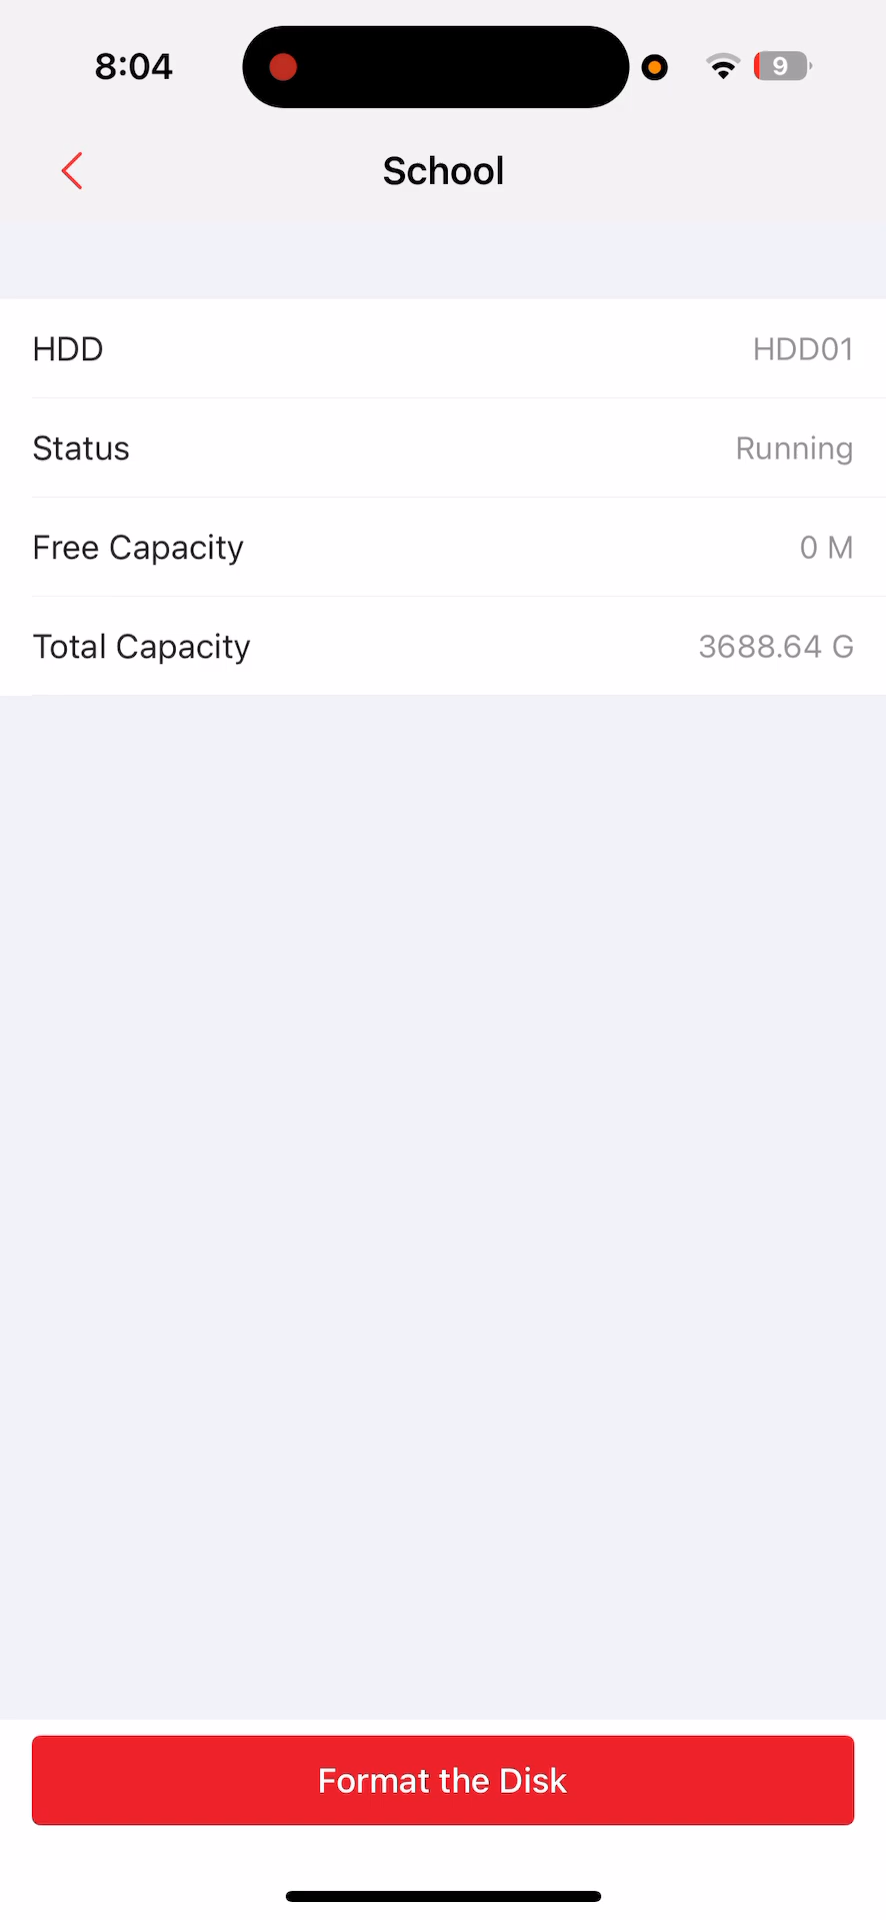 8:04
9
School
HDD HDD01
Status Running
Free Capacity 0 M
Total Capacity 3688.64 G
Format the Disk